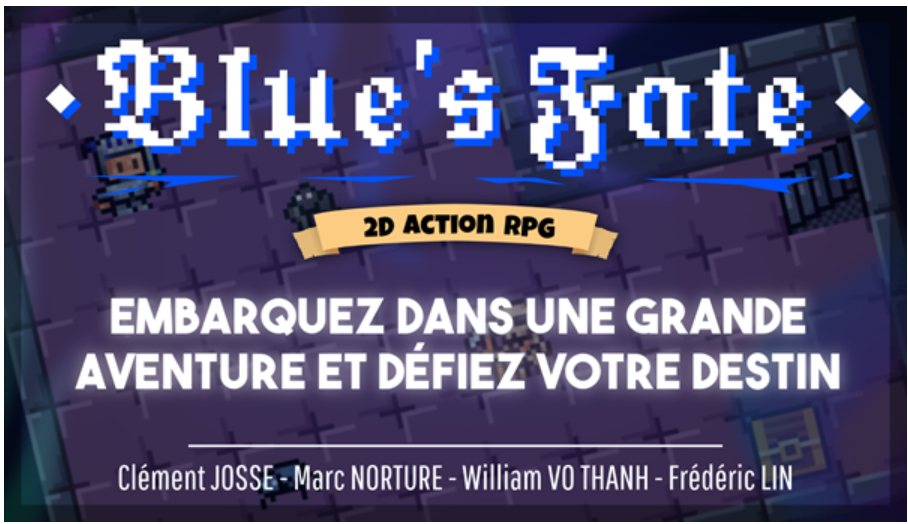 Blue's Fate
2D ACTION RPG
EMBARQUEZ DANS UNE GRANDE
AVENTURE ET DÉFIEZ VOTRE DESTIN
Clément JOSSE - Marc NORTURE - William VO THANH - Frédéric LIN